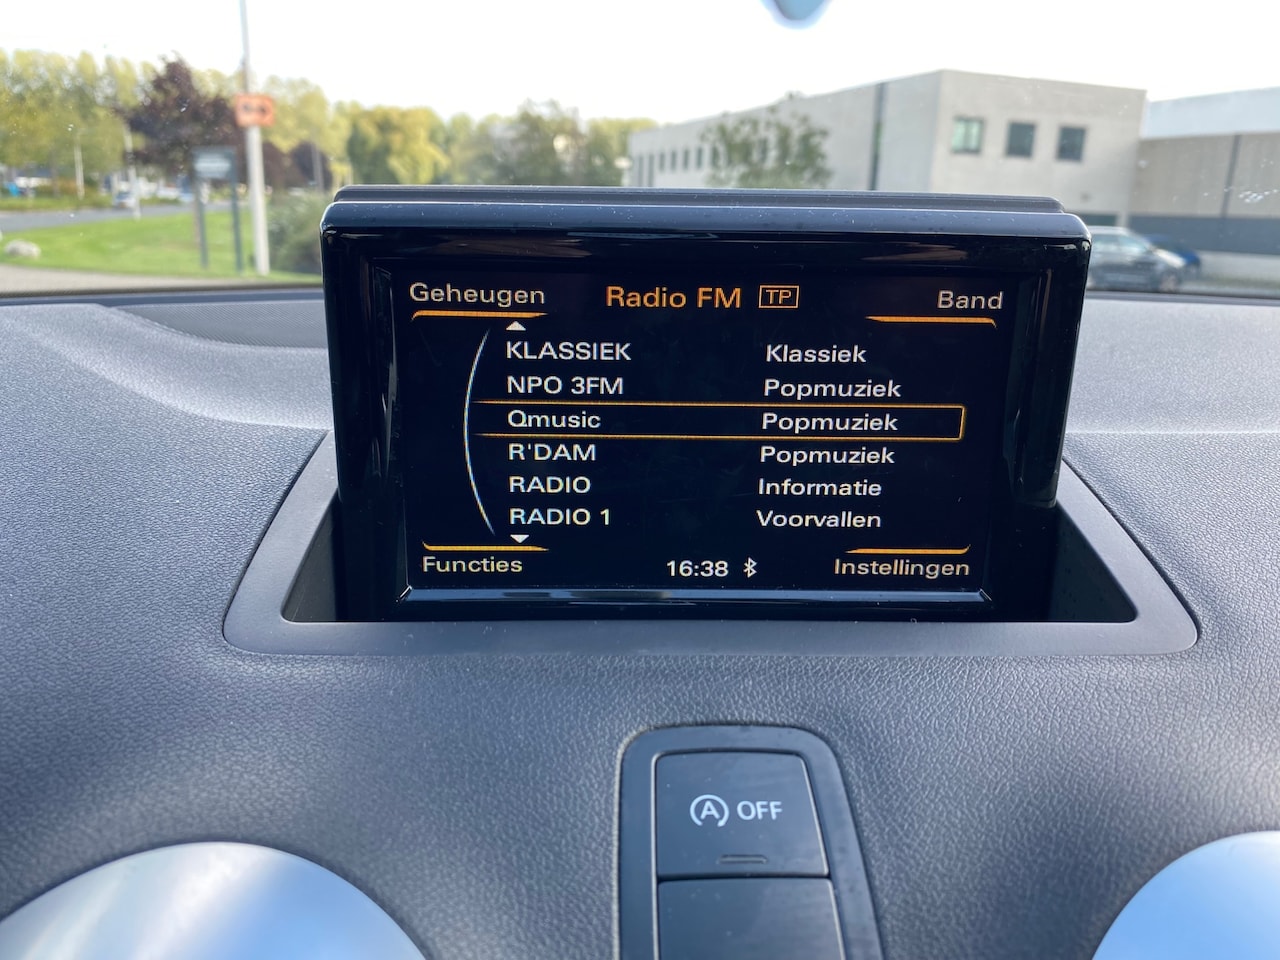 Geheugen Radio FM TP Band
KLASSIEK Klassiek
NPO 3FM Popmuziek
Qmusic Popmuziek
R'DAM Popmuziek
RADIO Informatie
RADIO 1 Voorvallen
Functies 16:38 Instellingen
A OFF